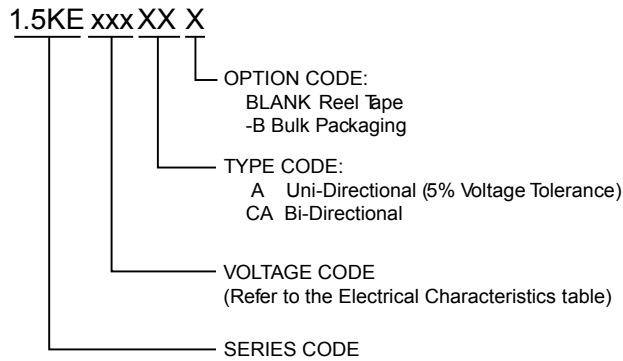 1.5KE xxx XX X
OPTION CODE:
BLANK Reel Tape
-B Bulk Packaging
TYPE CODE:
A Uni-Directional (5% Voltage Tolerance)
CA Bi-Directional
VOLTAGE CODE
(Refer to the Electrical Characteristics table)
SERIES CODE